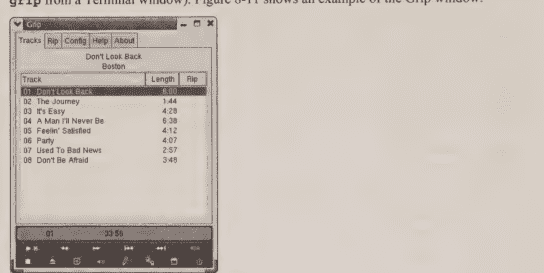 grip from a Terminal window). Figure 8-11 shows an example of the Grip window.
Grip
Tracks Rip Config Help About
Don't Look Back
Boston
Track Length Rip
01 Don't Look Back 6:00
02 The Journey 1:44
03 It's Easy 4:28
04 A Man I'll Never Be 6:38
05 Feelin' Satisfied 4:12
06 Party 4:07
07 Used To Bad News 2:57
08 Don't Be Afraid 3:48
01 33:56